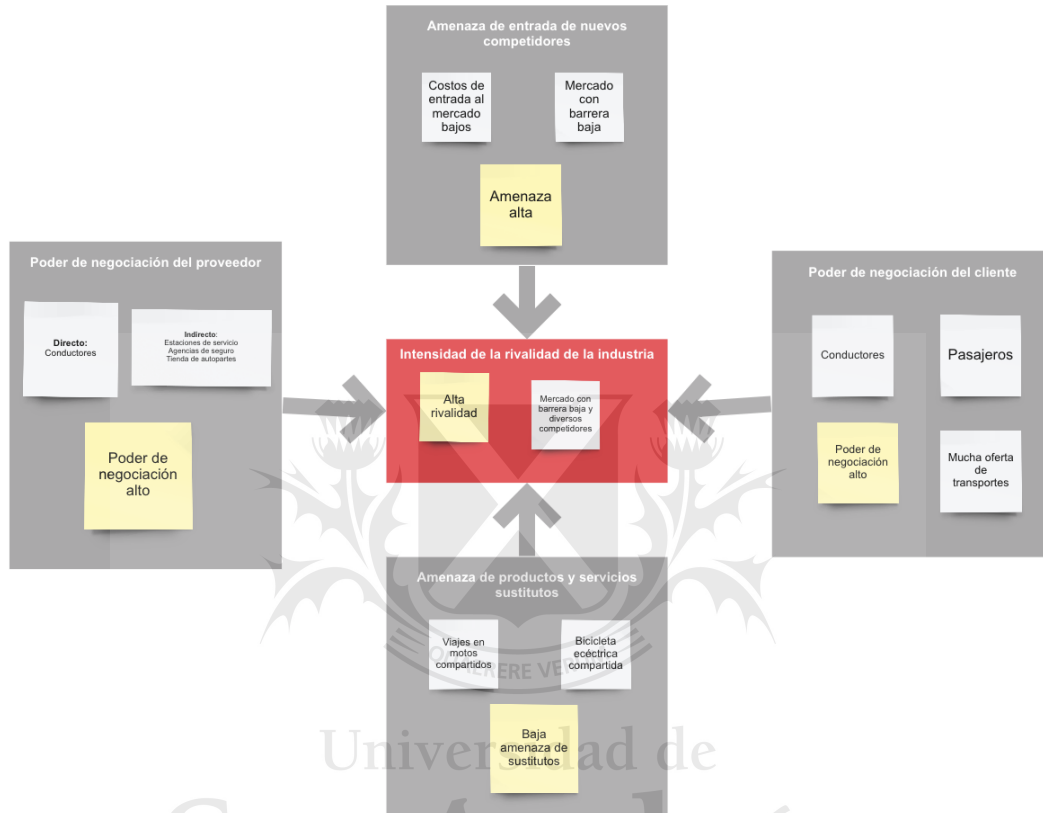 Amenaza de entrada de nuevos
competidores
Costos de
entrada al
mercado
bajos
Mercado
con
barrera
baja
Amenaza
alta
Poder de negociación del proveedor
Directo:
Conductores
Indirecto:
Estaciones de servicio
Agencias de seguro
Tienda de autopartes
Poder de
negociación
alto
Intensidad de la rivalidad de la industria
Alta
rivalidad
Mercado con
barrera baja y
diversos
competidores
Poder de negociación del cliente
Conductores
Pasajeros
Poder de
negociación
alto
Mucha oferta
de
transportes
Amenaza de productos y servicios
sustitutos
Viajes en
motos
compartidos
Bicicleta
ecéctrica
compartida
Baja
amenaza de
sustitutos
Universidad de